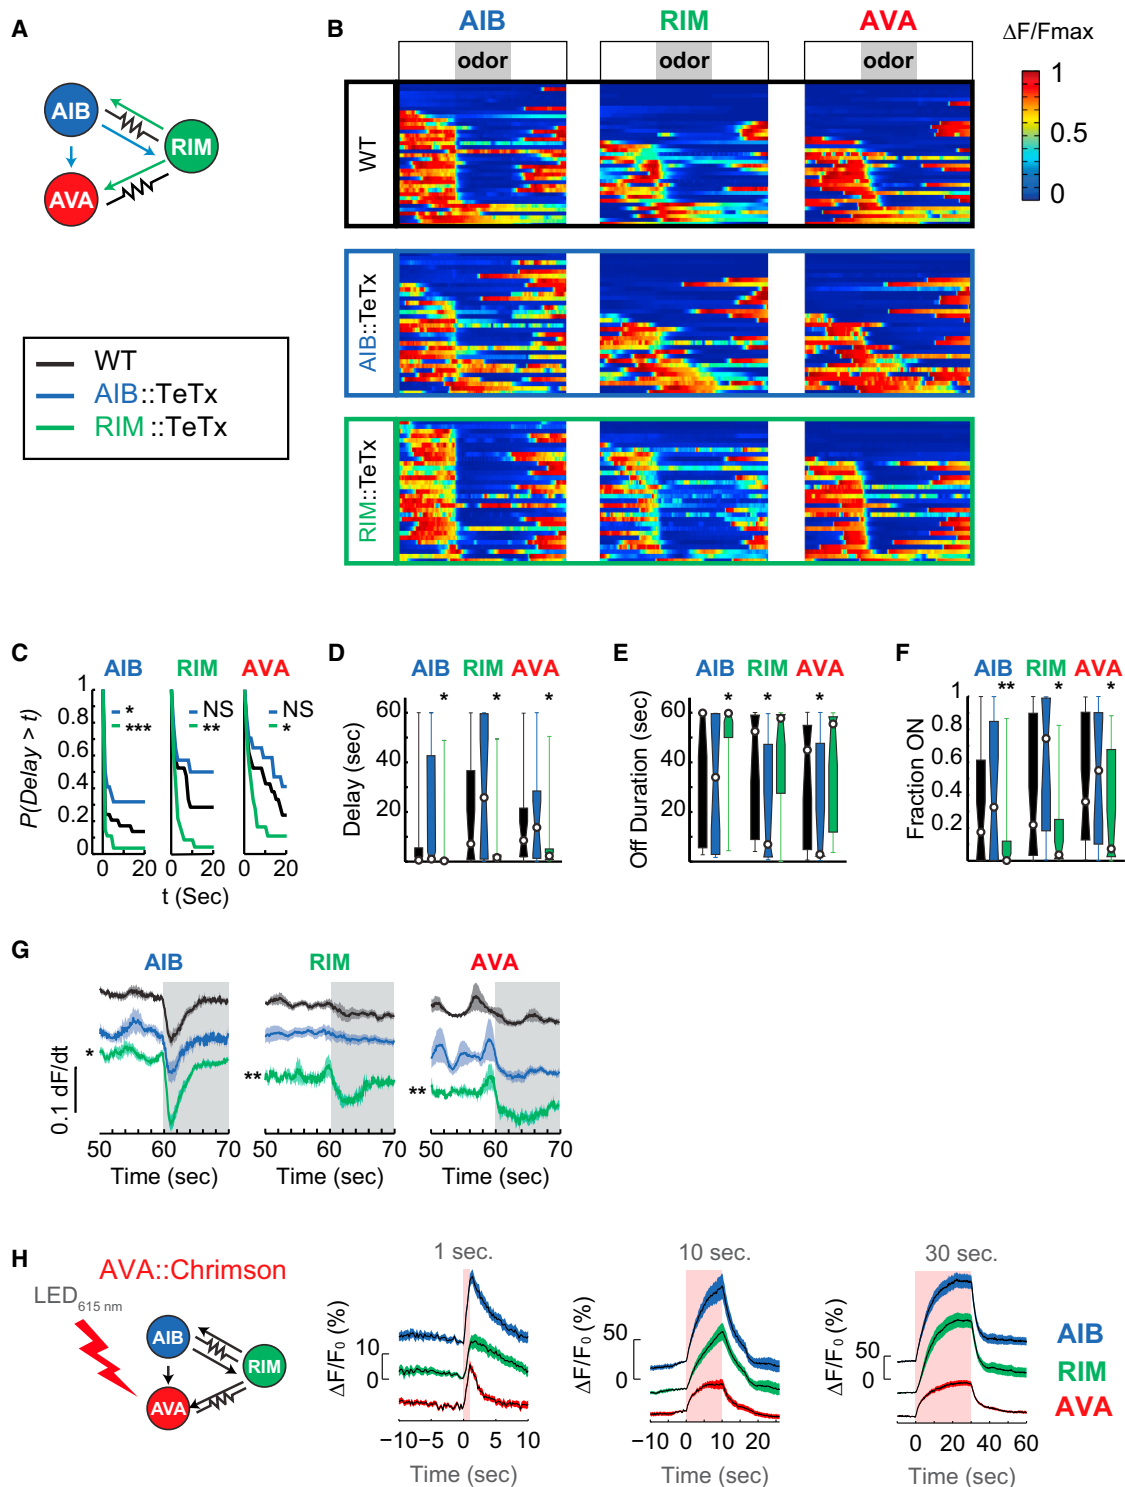 A
AIB
RIM
AVA
WT
AIB::TeTx
RIM::TeTx
B
AIB RIM AVA
odor odor odor
WT
AIB::TeTx
RIM::TeTx
ΔF/Fmax
1
0.5
0
C
AIB RIM AVA
P(Delay > t)
1
0.8
0.6
0.4
0.2
0
* *** NS ** NS *
0 20 0 20 0 20
t (Sec)
D
AIB RIM AVA
* * *
Delay (sec)
60
40
20
E
AIB RIM AVA
* * *
Off Duration (sec)
60
40
20
0
F
AIB RIM AVA
** * *
Fraction ON
1
0.8
0.6
0.4
0.2
G
AIB RIM AVA
* ** **
0.1 dF/dt
50 60 70 50 60 70 50 60 70
Time (sec) Time (sec) Time (sec)
H
AVA::Chrimson
LED615 nm
AIB
RIM
AVA
1 sec. 10 sec. 30 sec.
ΔF/F0 (%) ΔF/F0 (%) ΔF/F0 (%)
10
0
50
0
50
0
AIB
RIM
AVA
−10 −5 0 5 10 −10 0 10 20 0 20 40 60
Time (sec) Time (sec) Time (sec)